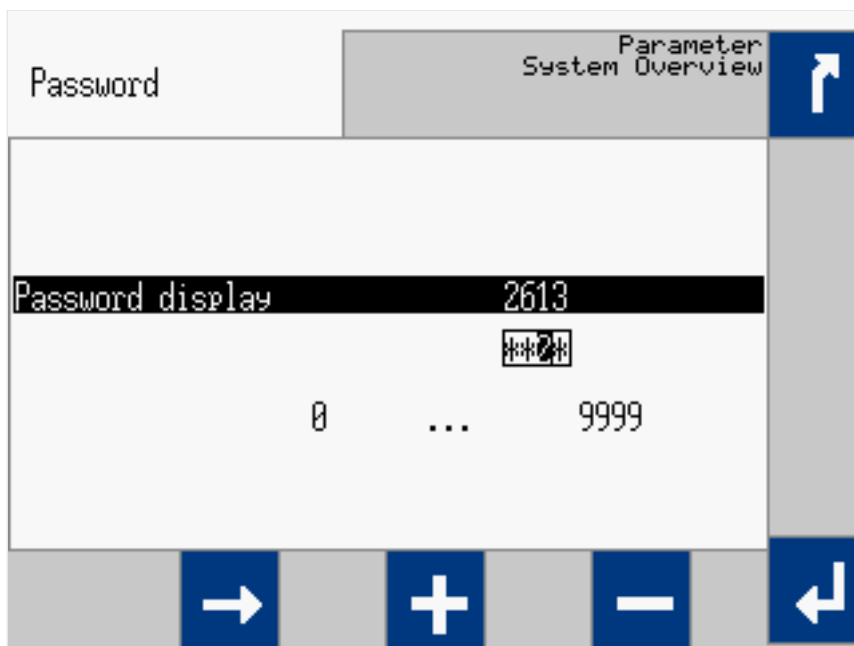 Password
Parameter
System Overview
Password display 2613
**0*
0 ... 9999